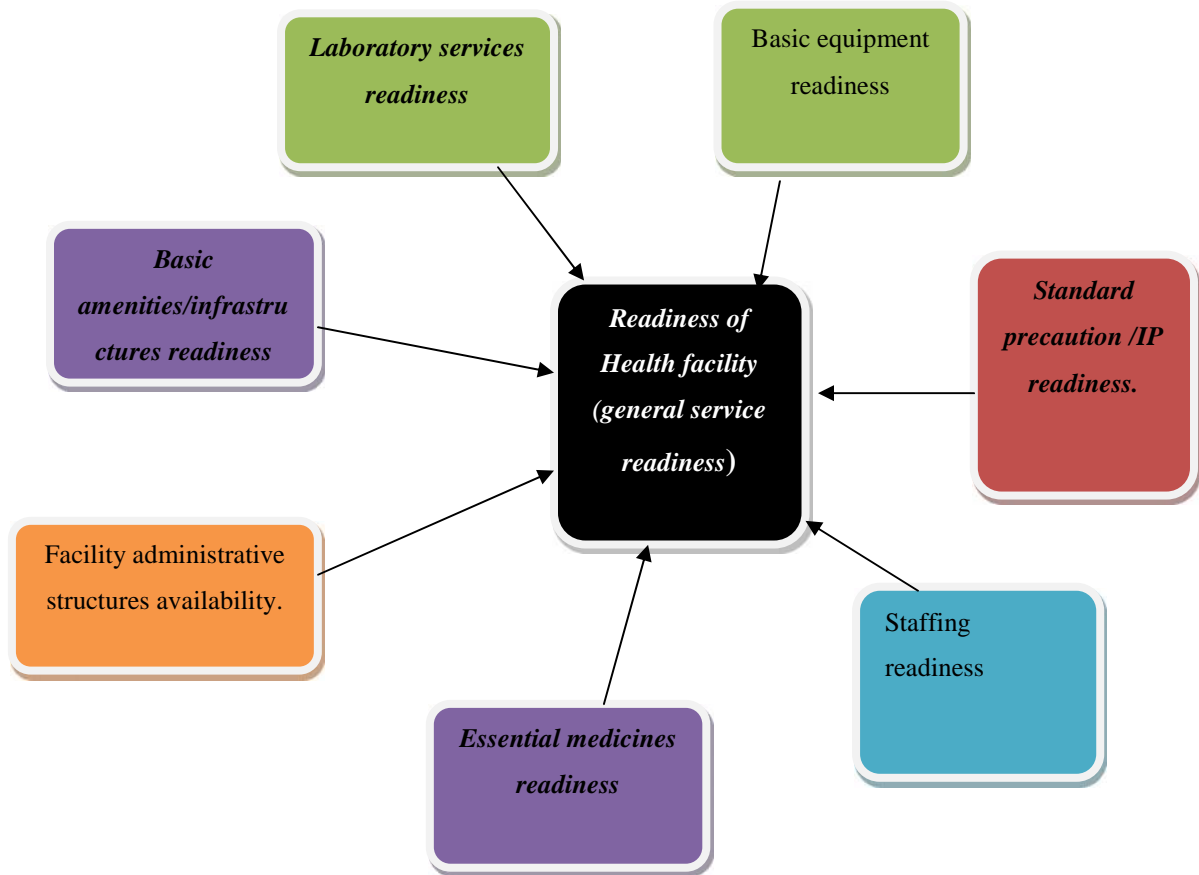 Laboratory services
readiness
Basic equipment
readiness
Basic
amenities/infrastru
ctures readiness
Readiness of
Health facility
(general service
readiness)
Standard
precaution /IP
readiness.
Facility administrative
structures availability.
Staffing
readiness
Essential medicines
readiness